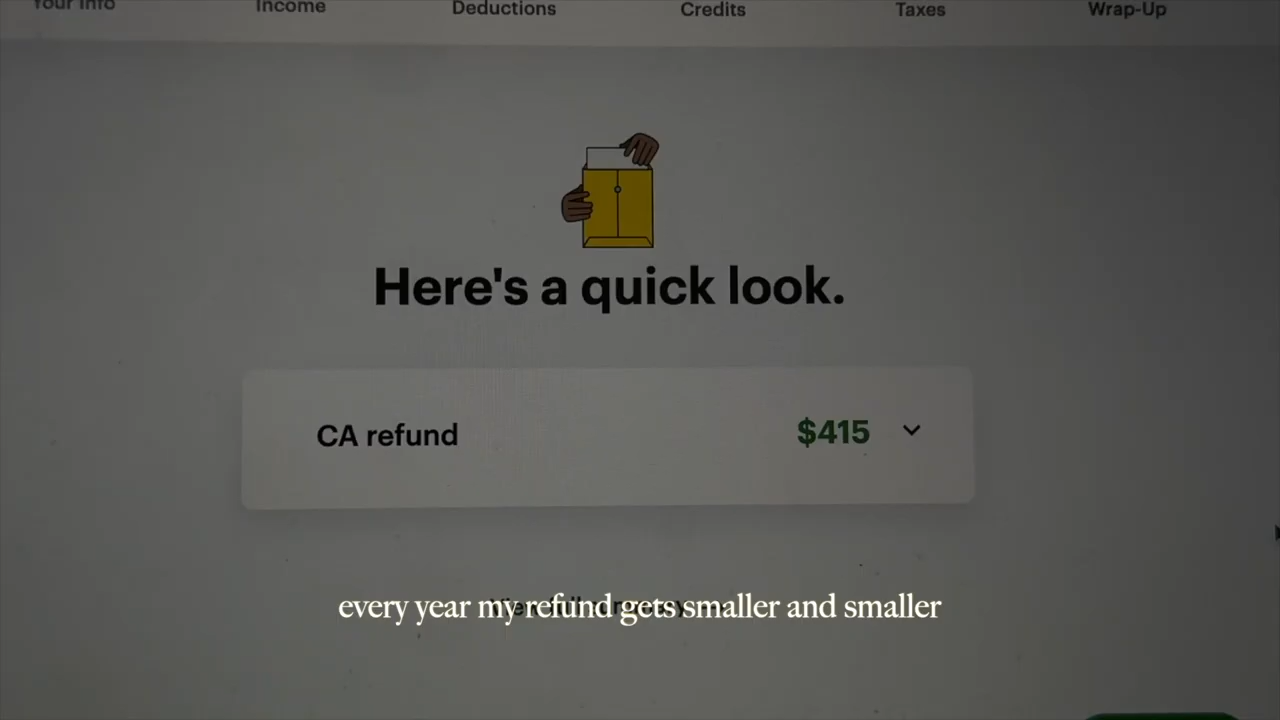 Your Info Income Deductions Credits Taxes Wrap-Up
Here's a quick look.
CA refund $415
every year my refund gets smaller and smaller